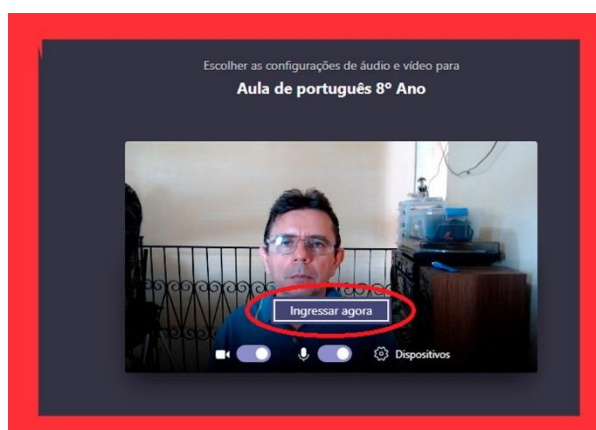 Escolher as configurações de áudio e vídeo para
Aula de português 8º Ano
Ingressar agora
Dispositivos